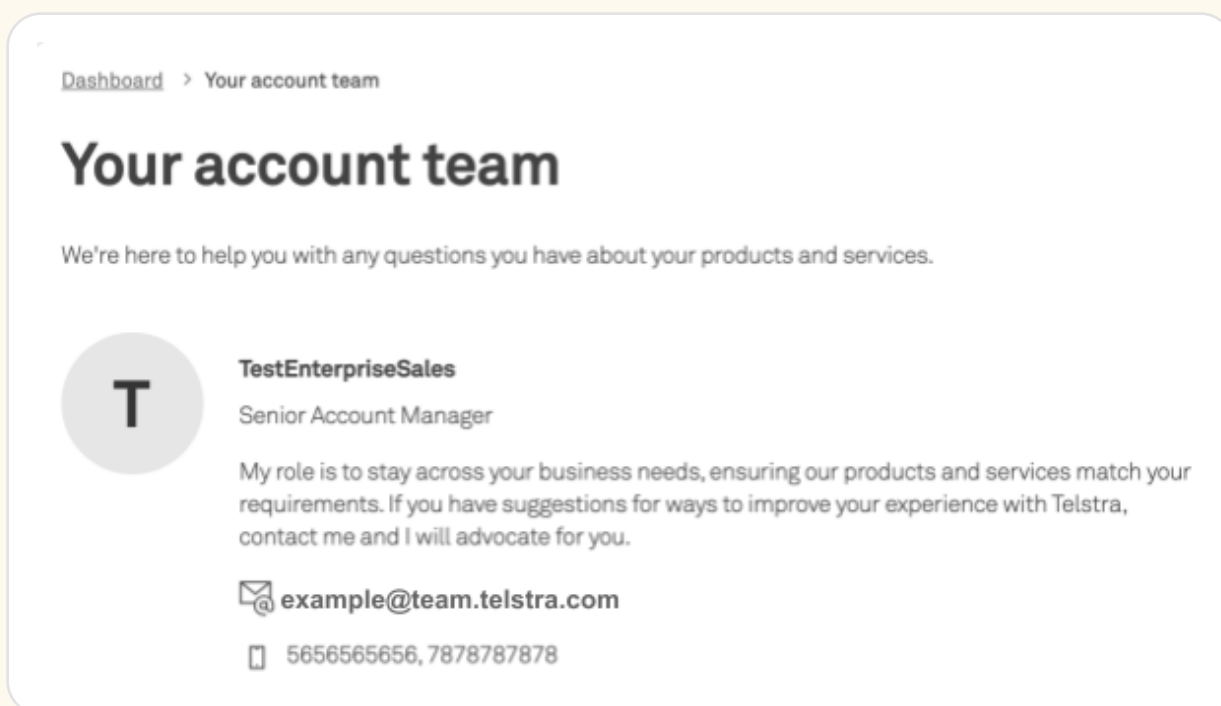 Dashboard > Your account team
Your account team
We're here to help you with any questions you have about your products and services.
T
TestEnterpriseSales
Senior Account Manager
My role is to stay across your business needs, ensuring our products and services match your
requirements. If you have suggestions for ways to improve your experience with Telstra,
contact me and I will advocate for you.
example@team.telstra.com
5656565656, 7878787878